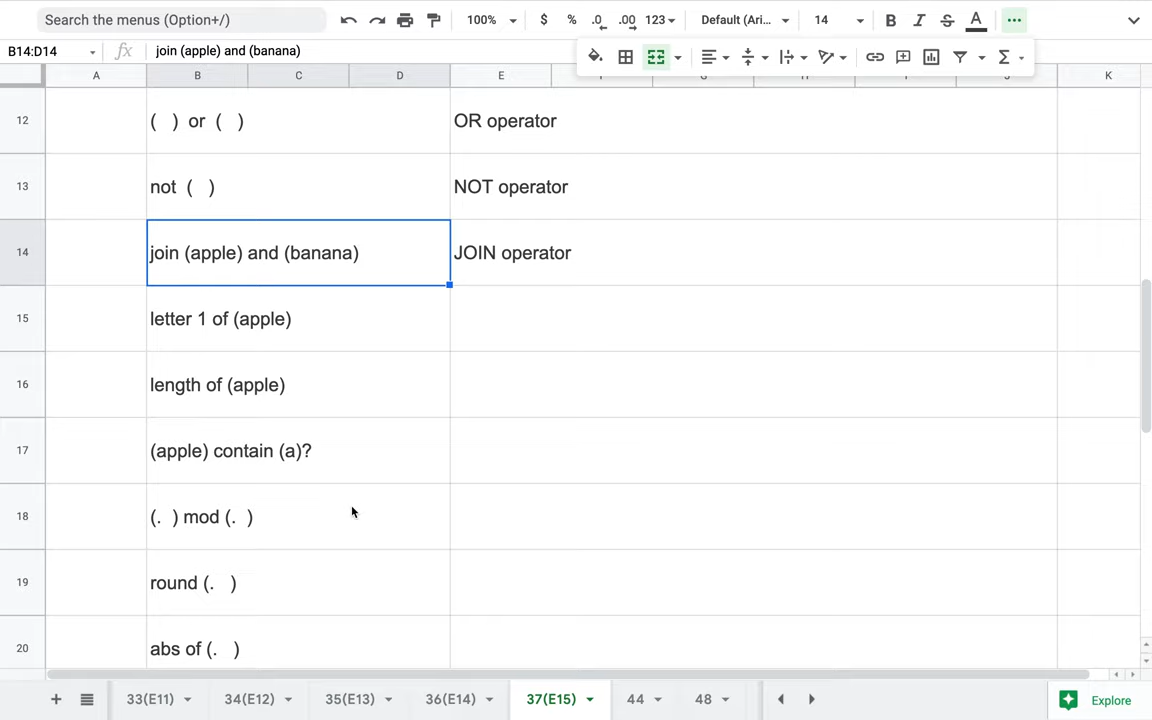 Search the menus (Option+/)
100%
$ % .0 .00 123
Default (Ari...
14
B I S A
B14:D14
fx
join (apple) and (banana)
A B C D E K
12
( ) or ( )
OR operator
13
not ( )
NOT operator
14
join (apple) and (banana)
JOIN operator
15
letter 1 of (apple)
16
length of (apple)
17
(apple) contain (a)?
18
(. ) mod (. )
19
round (. )
20
abs of (. )
33(E11)
34(E12)
35(E13)
36(E14)
37(E15)
44
48
Explore